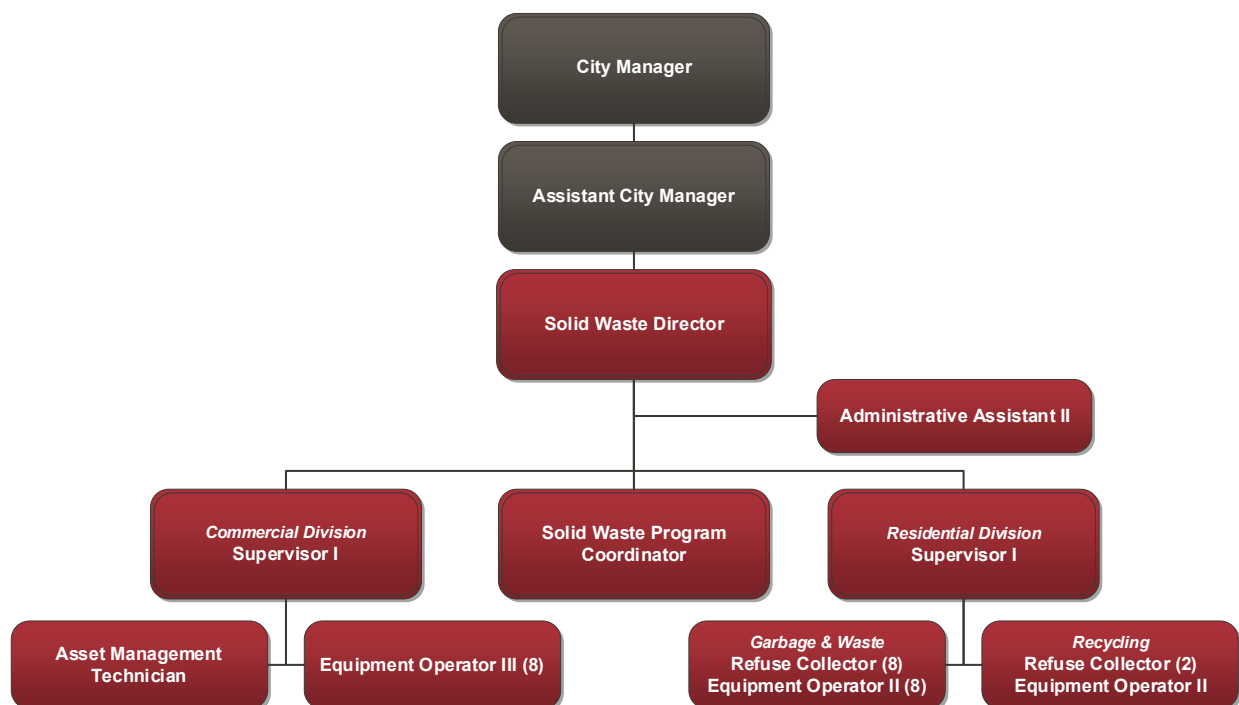 City Manager
Assistant City Manager
Solid Waste Director
Administrative Assistant II
Commercial Division
Supervisor I
Solid Waste Program
Coordinator
Residential Division
Supervisor I
Asset Management
Technician
Equipment Operator III (8)
Garbage & Waste
Refuse Collector (8)
Equipment Operator II (8)
Recycling
Refuse Collector (2)
Equipment Operator II